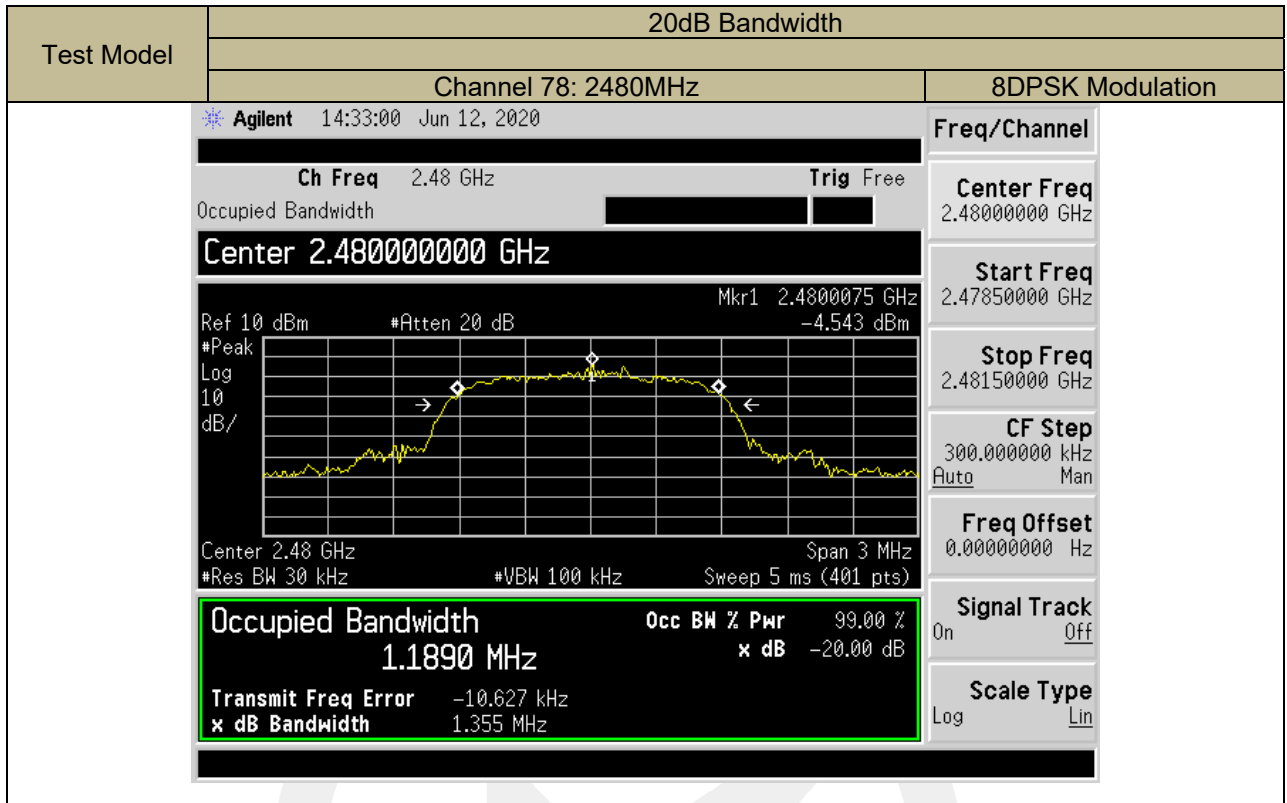 Test Model
20dB Bandwidth
Channel 78: 2480MHz
8DPSK Modulation
Agilent 14:33:00 Jun 12, 2020
Ch Freq 2.48 GHz
Trig Free
Occupied Bandwidth
Center 2.480000000 GHz
Mkr1 2.4800075 GHz
Ref 10 dBm #Atten 20 dB -4.543 dBm
#Peak
Log
10
dB/
1
Center 2.48 GHz Span 3 MHz
#Res BW 30 kHz #VBW 100 kHz Sweep 5 ms (401 pts)
Occupied Bandwidth
1.1890 MHz
Occ BW % Pwr 99.00 %
x dB -20.00 dB
Transmit Freq Error -10.627 kHz
x dB Bandwidth 1.355 MHz
Freq/Channel
Center Freq
2.48000000 GHz
Start Freq
2.47850000 GHz
Stop Freq
2.48150000 GHz
CF Step
300.000000 kHz
Auto Man
Freq Offset
0.00000000 Hz
Signal Track
On Off
Scale Type
Log Lin